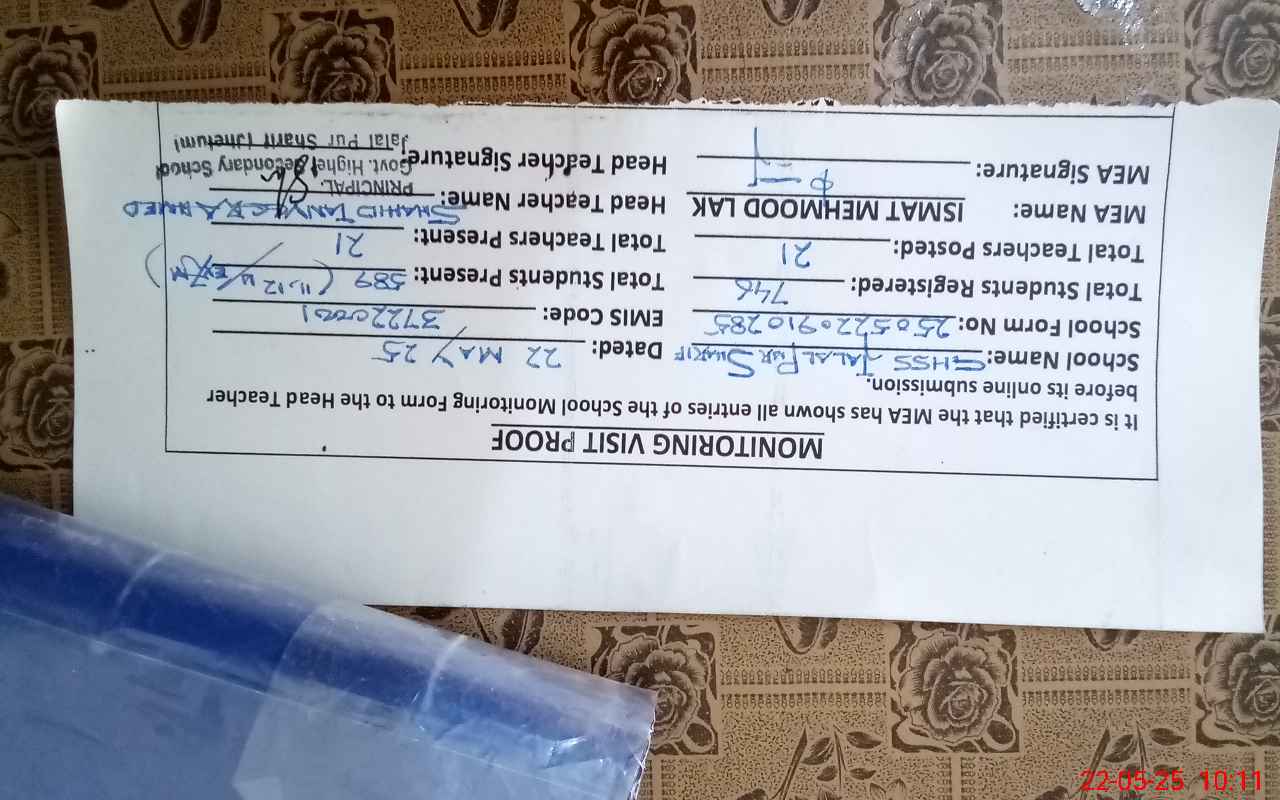 MONITORING VISIT PROOF
It is certified that the MEA has shown all entries of the School Monitoring Form to the Head Teacher
before its online submission.
School Name: GHSS JALAL PUR SHARIF Dated: 22 MAY 25
School Form No: 250522091028S EMIS Code: 37220001
Total Students Registered: 746 Total Students Present: 589 (11, 12
Total Teachers Posted: 21 Total Teachers Present: 21
MEA Name: ISMAT MEHMOOD LAK Head Teacher Name: SHAHID TANVEER AHMED
MEA Signature: Head Teacher Signature:
PRINCIPAL.
Govt. Higher Secondary School
Jalal Pur Sharif (Jhelum)
22-05-25 10:11